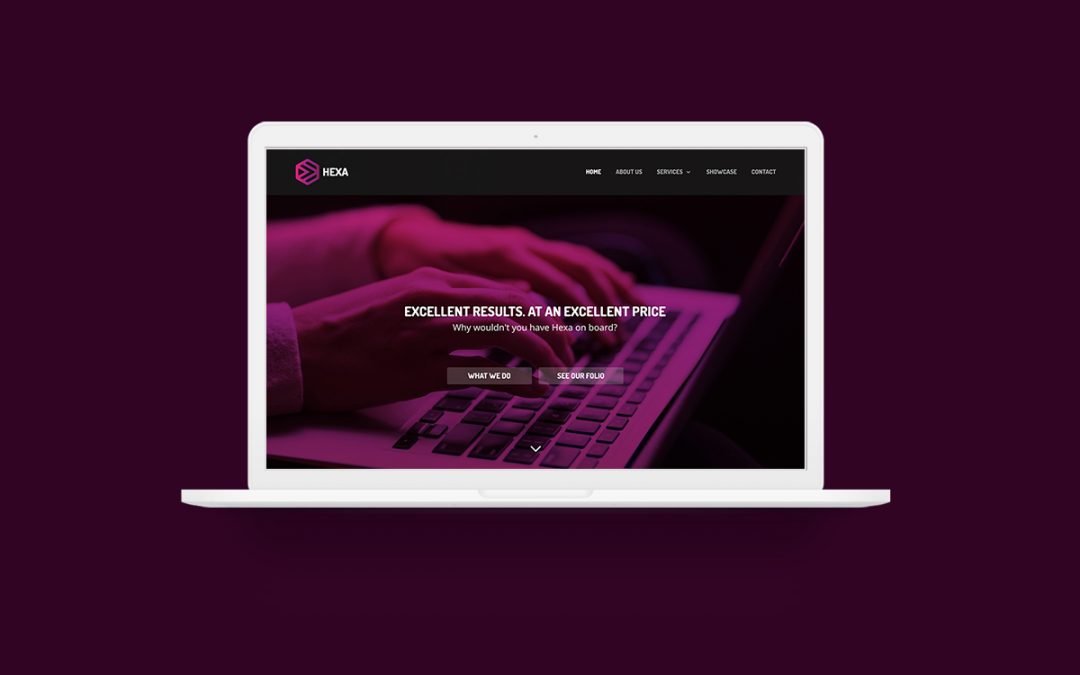 HEXA
HOME ABOUT US SERVICES SHOWCASE CONTACT
EXCELLENT RESULTS. AT AN EXCELLENT PRICE
Why wouldn't you have Hexa on board?
WHAT WE DO SEE OUR FOLIO